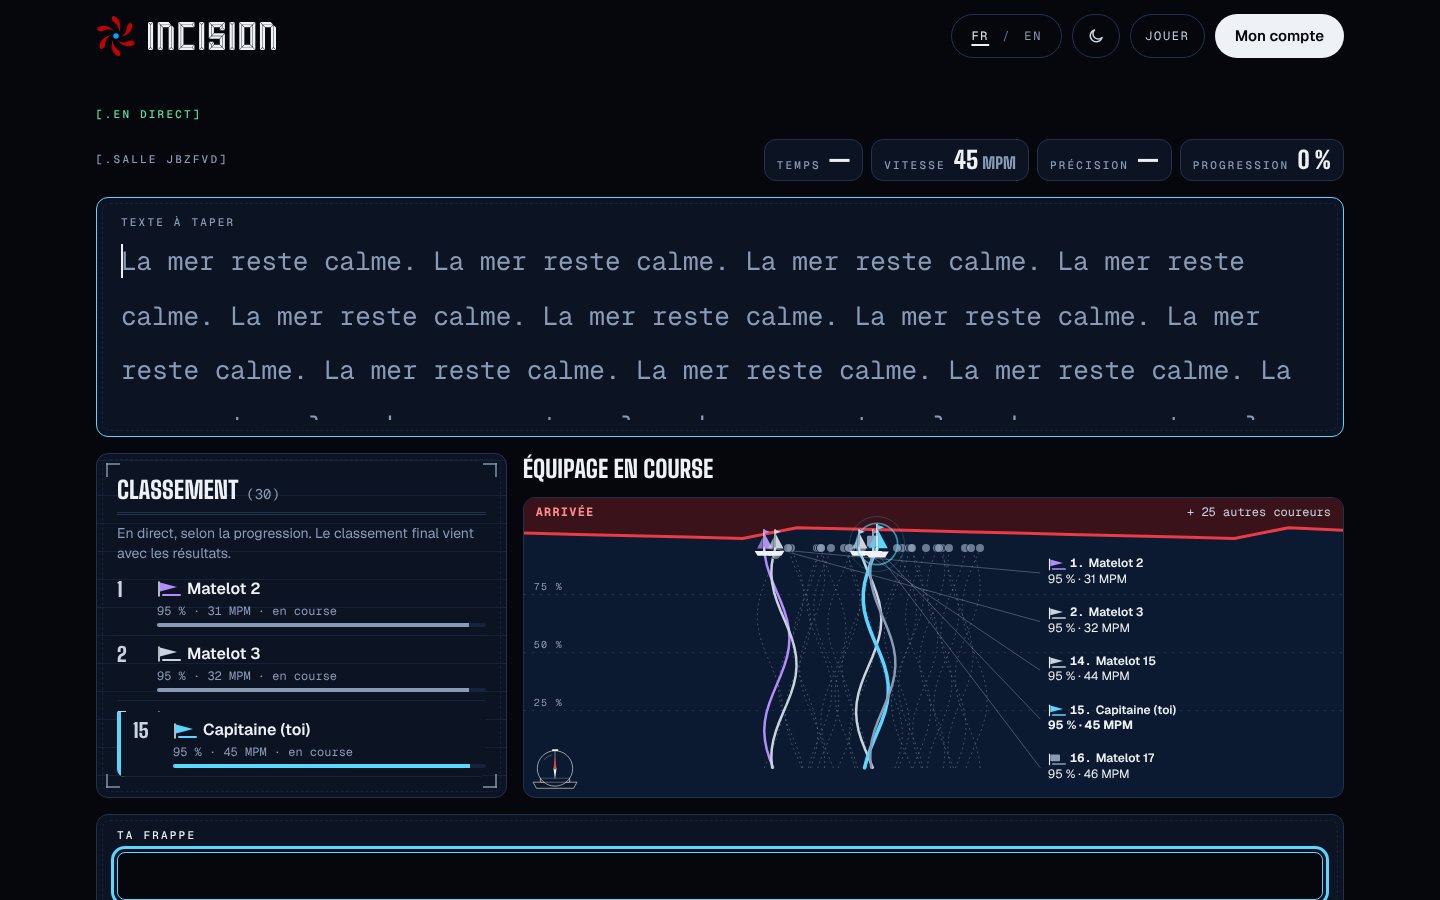 INCISION
FR / EN
JOUER
Mon compte
[.EN DIRECT]
[.SALLE JBZFVD]
TEMPS —
VITESSE 45 MPM
PRÉCISION —
PROGRESSION 0 %
TEXTE À TAPER
La mer reste calme. La mer reste calme. La mer reste calme. La mer reste
calme. La mer reste calme. La mer reste calme. La mer reste calme. La mer
reste calme. La mer reste calme. La mer reste calme. La mer reste calme. La
CLASSEMENT (30)
En direct, selon la progression. Le classement final vient
avec les résultats.
1 Matelot 2
95 % · 31 MPM · en course
2 Matelot 3
95 % · 32 MPM · en course
15 Capitaine (toi)
95 % · 45 MPM · en course
ÉQUIPAGE EN COURSE
ARRIVÉE
+ 25 autres coureurs
75 %
50 %
25 %
1. Matelot 2
95 % · 31 MPM
2. Matelot 3
95 % · 32 MPM
14. Matelot 15
95 % · 44 MPM
15. Capitaine (toi)
95 % · 45 MPM
16. Matelot 17
95 % · 46 MPM
TA FRAPPE